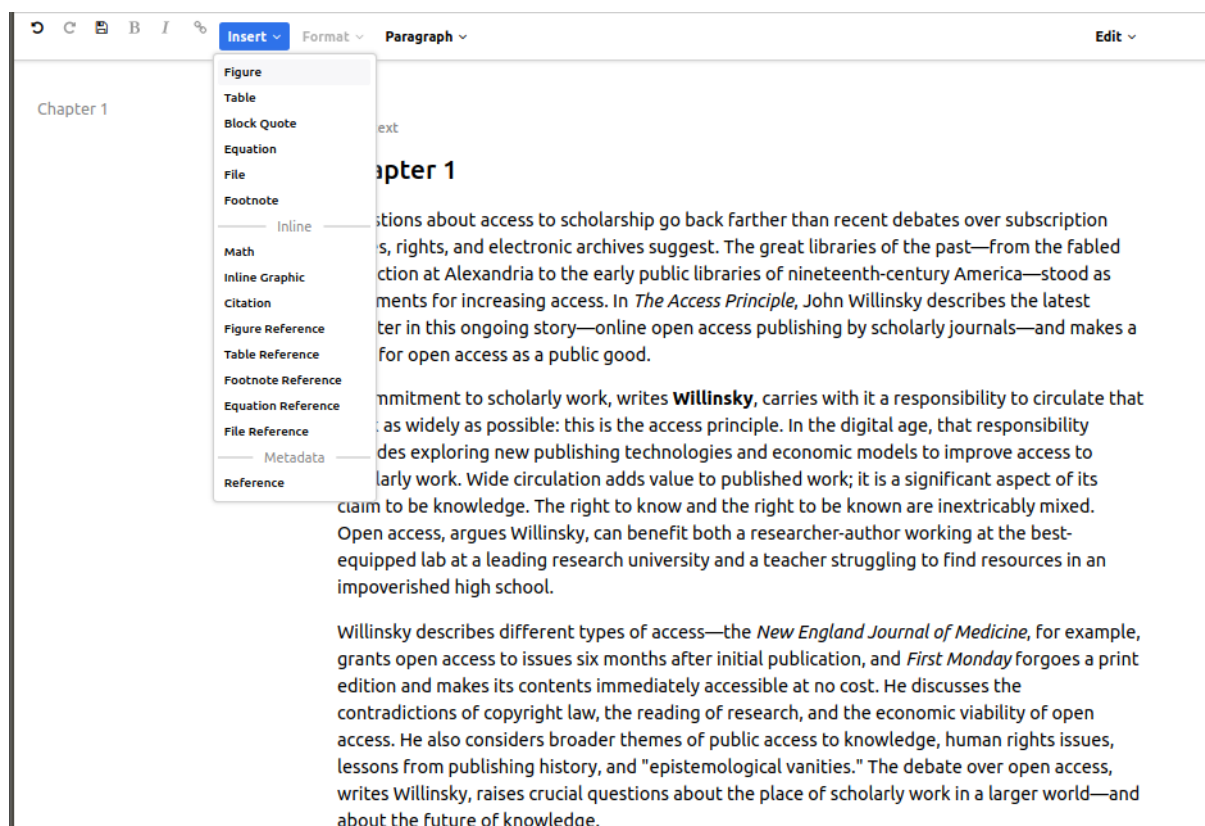 B I Insert Format Paragraph Edit
Figure
Table
Block Quote
Equation
File
Footnote
Inline
Math
Inline Graphic
Citation
Figure Reference
Table Reference
Footnote Reference
Equation Reference
File Reference
Metadata
Reference
Chapter 1
ext
apter 1
stions about access to scholarship go back farther than recent debates over subscription
s, rights, and electronic archives suggest. The great libraries of the past—from the fabled
ction at Alexandria to the early public libraries of nineteenth-century America—stood as
ments for increasing access. In The Access Principle, John Willinsky describes the latest
ter in this ongoing story—online open access publishing by scholarly journals—and makes a
for open access as a public good.
mmitment to scholarly work, writes Willinsky, carries with it a responsibility to circulate that
as widely as possible: this is the access principle. In the digital age, that responsibility
des exploring new publishing technologies and economic models to improve access to
larly work. Wide circulation adds value to published work; it is a significant aspect of its
claim to be knowledge. The right to know and the right to be known are inextricably mixed.
Open access, argues Willinsky, can benefit both a researcher-author working at the best-
equipped lab at a leading research university and a teacher struggling to find resources in an
impoverished high school.
Willinsky describes different types of access—the New England Journal of Medicine, for example,
grants open access to issues six months after initial publication, and First Monday forgoes a print
edition and makes its contents immediately accessible at no cost. He discusses the
contradictions of copyright law, the reading of research, and the economic viability of open
access. He also considers broader themes of public access to knowledge, human rights issues,
lessons from publishing history, and "epistemological vanities." The debate over open access,
writes Willinsky, raises crucial questions about the place of scholarly work in a larger world—and
about the future of knowledge.